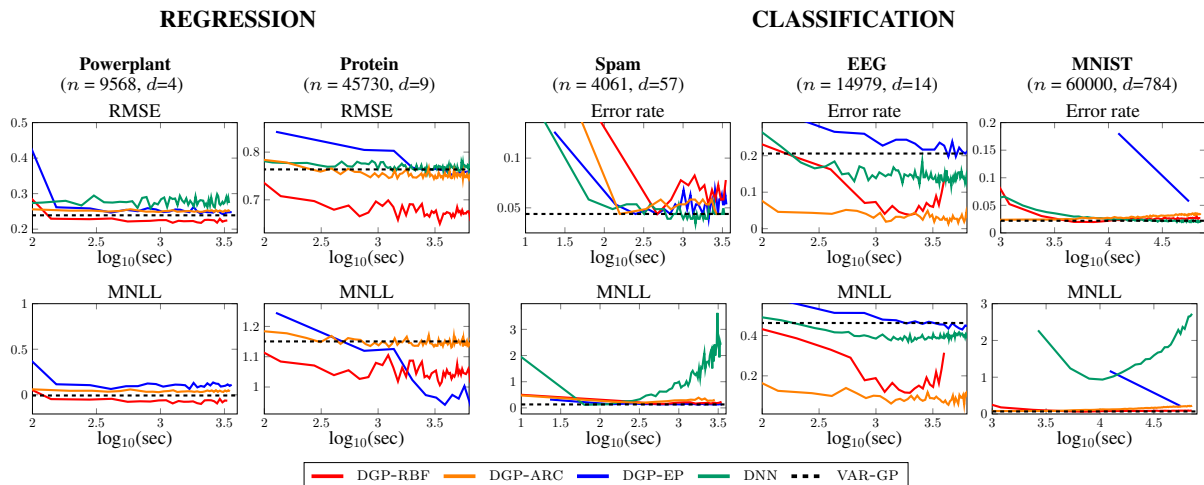 REGRESSION
CLASSIFICATION
Powerplant
(n = 9568, d=4)
RMSE
0.5
0.4
0.3
0.2
2
2.5
3
3.5
log10(sec)
Protein
(n = 45730, d=9)
RMSE
0.8
0.7
2
2.5
3
3.5
log10(sec)
Spam
(n = 4061, d=57)
Error rate
0.1
0.05
1
1.5
2
2.5
3
3.5
log10(sec)
EEG
(n = 14979, d=14)
Error rate
0.2
0.1
0
2
2.5
3
3.5
log10(sec)
MNIST
(n = 60000, d=784)
Error rate
0.2
0.15
0.1
0.05
0
3
3.5
4
4.5
log10(sec)
MNLL
1
0.5
0
2
2.5
3
3.5
log10(sec)
MNLL
1.2
1.1
1
2
2.5
3
3.5
log10(sec)
MNLL
3
2
1
0
1
1.5
2
2.5
3
3.5
log10(sec)
MNLL
0.4
0.2
0
2
2.5
3
3.5
log10(sec)
MNLL
3
2
1
0
3
3.5
4
4.5
log10(sec)
DGP-RBF DGP-ARC DGP-EP DNN VAR-GP